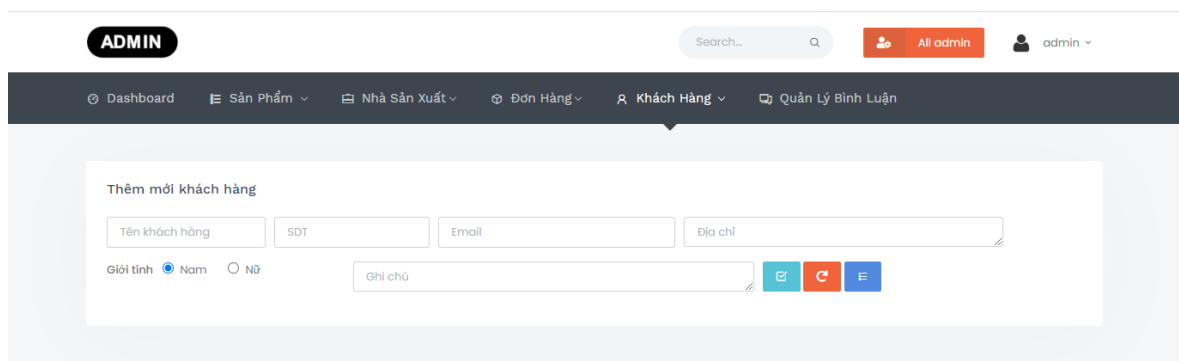 ADMIN
Search...
All admin
admin
Dashboard
Sản Phẩm
Nhà Sản Xuất
Đơn Hàng
Khách Hàng
Quản Lý Bình Luận
Thêm mới khách hàng
Tên khách hàng
SDT
Email
Địa chỉ
Giới tính
Nam
Nữ
Ghi chú